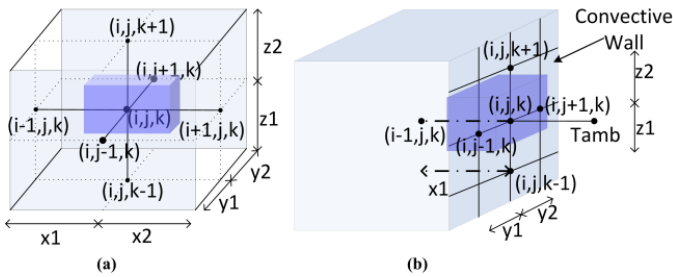 (i,j,k+1)
z2
(i,j+1,k)
(i,j,k)
(i-1,j,k)
(i+1,j,k)
z1
(i,j-1,k)
y2
(i,j,k-1)
y1
x1
x2
(a)
Convective
Wall
(i,j,k+1)
z2
(i,j,k)
(i,j+1,k)
(i-1,j,k)
Tamb
z1
(i,j-1,k)
x1
(i,j,k-1)
y2
y1
(b)